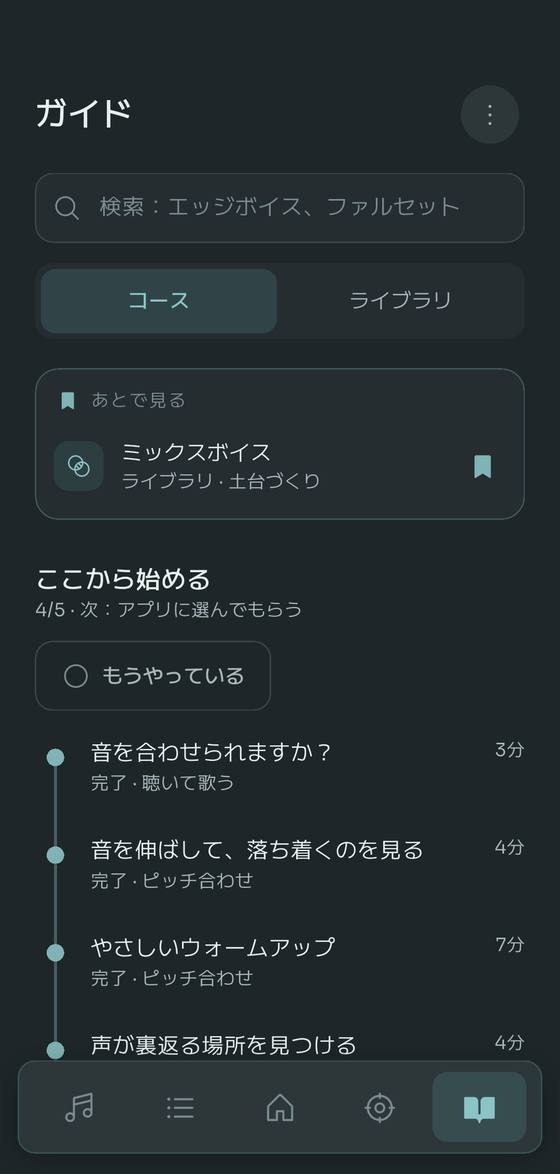 ガイド
検索：エッジボイス、ファルセット
コース
ライブラリ
あとで見る
ミックスボイス
ライブラリ · 土台づくり
ここから始める
4/5 · 次：アプリに選んでもらう
もうやっている
音を合わせられますか？ 3分
完了 · 聴いて歌う
音を伸ばして、落ち着くのを見る 4分
完了 · ピッチ合わせ
やさしいウォームアップ 7分
完了 · ピッチ合わせ
声が裏返る場所を見つける 4分